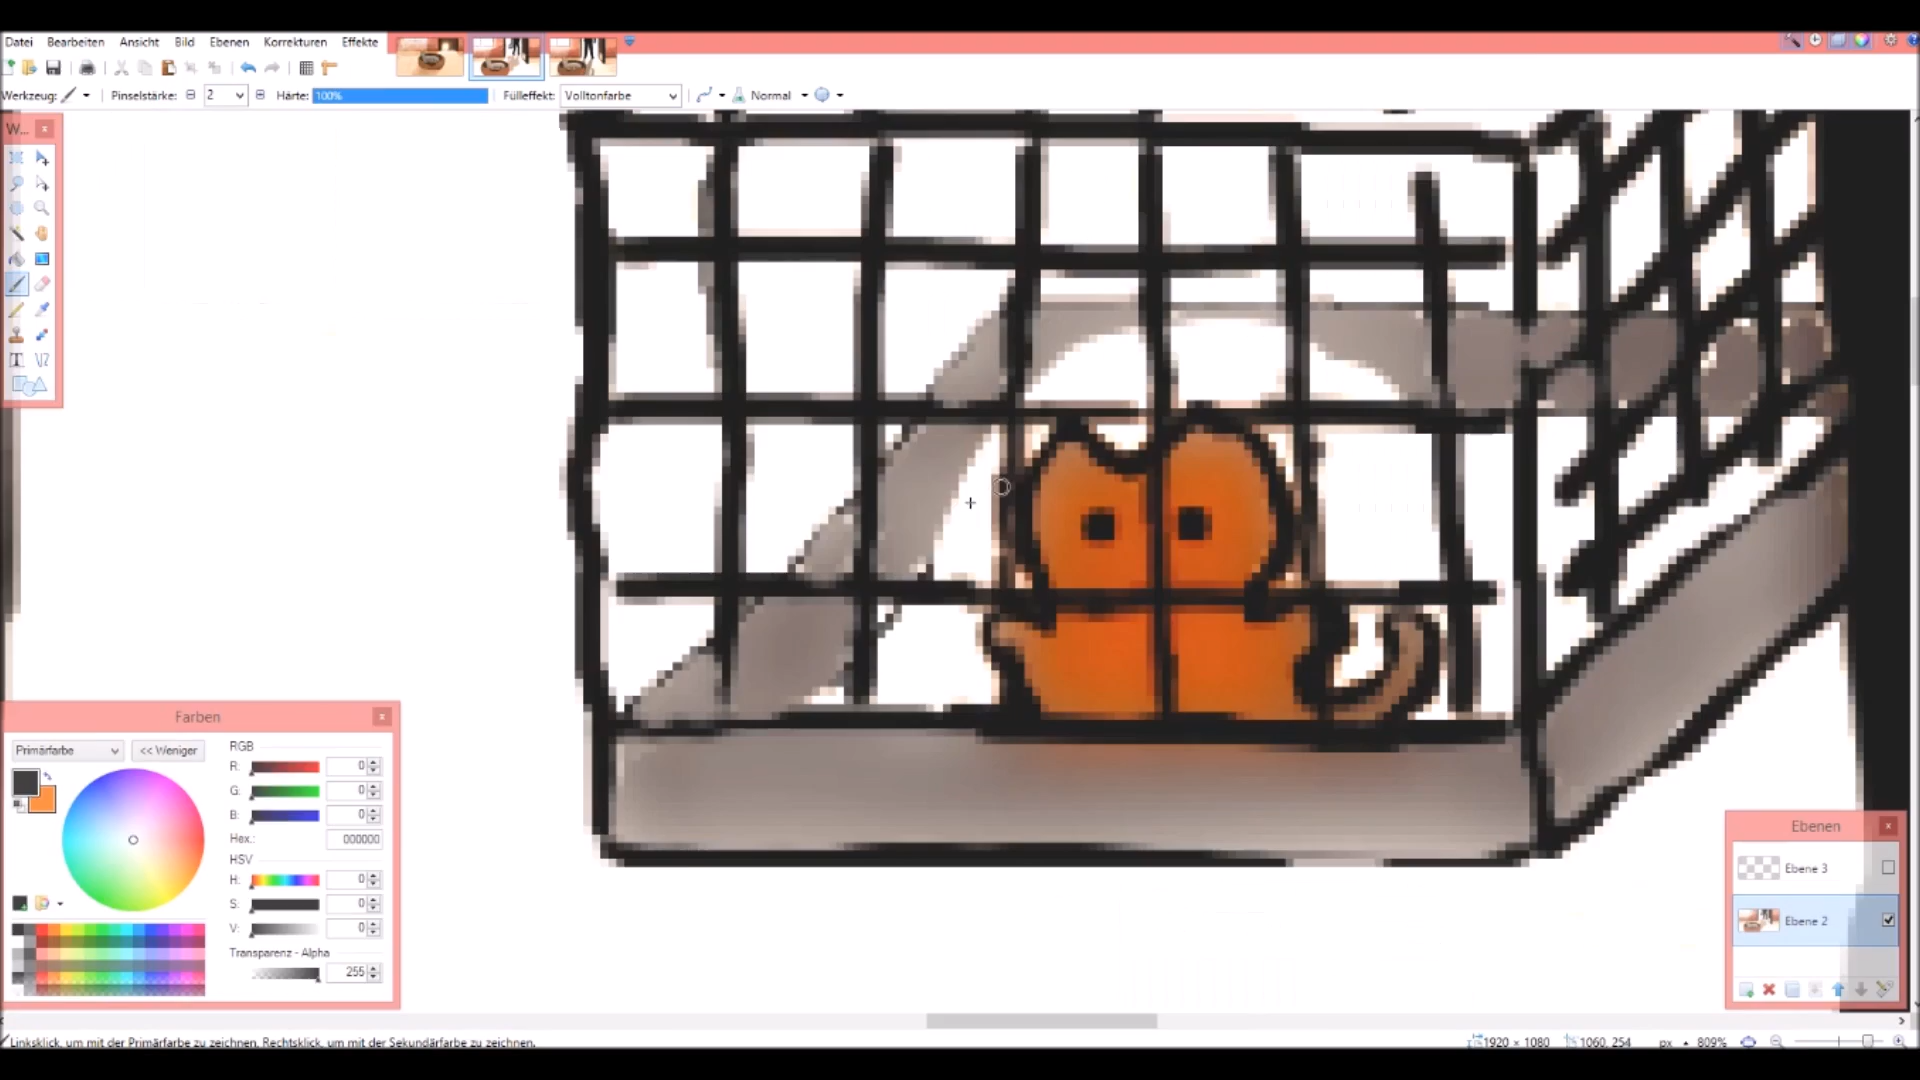 Datei Bearbeiten Ansicht Bild Ebenen Korrekturen Effekte
Werkzeug: Pinselstärke: 2 Härte: 100% Fülleffekt: Volltonfarbe Normal
W...
Farben
Primärfarbe << Weniger RGB
R: 0
G: 0
B: 0
Hex.: 000000
HSV
H: 0
S: 0
V: 0
Transparenz - Alpha
255
Ebenen
Ebene 3
Ebene 2
Linksklick, um mit der Primärfarbe zu zeichnen, Rechtsklick, um mit der Sekundärfarbe zu zeichnen. 1920 × 1080 1060, 254 px 809%